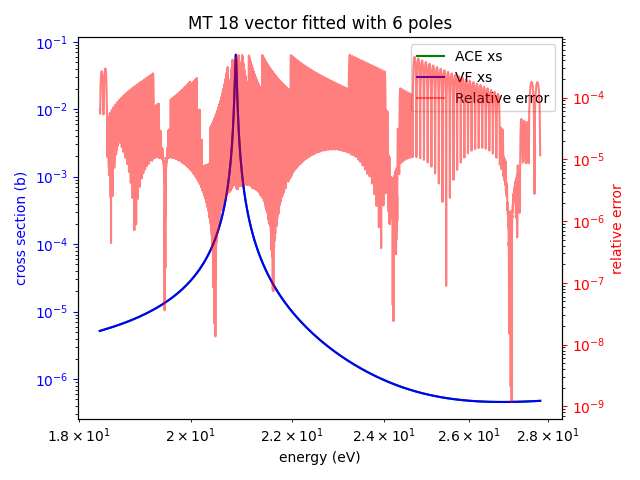 MT 18 vector fitted with 6 poles
ACE xs
VF xs
Relative error
cross section (b)
10⁻¹
10⁻²
10⁻³
10⁻⁴
10⁻⁵
10⁻⁶
10⁻⁴
10⁻⁵
10⁻⁶
10⁻⁷
10⁻⁸
10⁻⁹
relative error
1.8 × 10¹ 2 × 10¹ 2.2 × 10¹ 2.4 × 10¹ 2.6 × 10¹ 2.8 × 10¹
energy (eV)